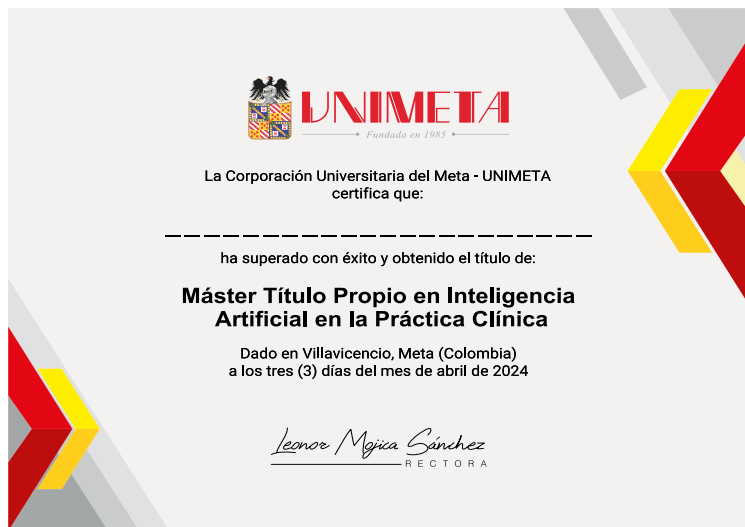 UNIMETA
Fundada en 1985
La Corporación Universitaria del Meta - UNIMETA
certifica que:
ha superado con éxito y obtenido el título de:
Máster Título Propio en Inteligencia
Artificial en la Práctica Clínica
Dado en Villavicencio, Meta (Colombia)
a los tres (3) días del mes de abril de 2024
Leonor Mojica Sánchez
RECTORA